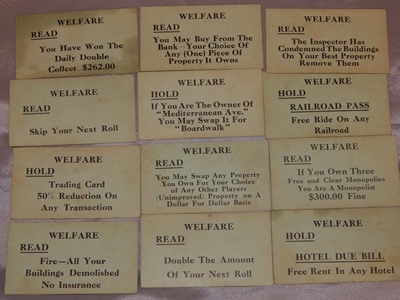 WELFARE
READ
You Have Won The
Daily Double
Collect $262.00
WELFARE
READ
You May Buy From The
Bank—Your Choice Of
Any (One) Piece Of
Property It Owns
WELFARE
READ
The Inspector Has
Condemned The Buildings
On Your Best Property
Remove Them
WELFARE
READ
Skip Your Next Roll
WELFARE
HOLD
If You Are The Owner Of
"Mediterranean Ave."
You May Swap It For
"Boardwalk"
WELFARE
HOLD
RAILROAD PASS
Free Ride On Any
Railroad
WELFARE
HOLD
Trading Card
50% Reduction On
Any Transaction
WELFARE
READ
You May Swap Any Property
You Own For Your Choice
of Any Other Players
(Unimproved) Property on A
Dollar For Dollar Basis
WELFARE
READ
If You Own Three
Free and Clear Monopolies
You Are A Monopolist
$300.00 Fine
WELFARE
READ
Fire—All Your
Buildings Demolished
No Insurance
WELFARE
READ
Double The Amount
Of Your Next Roll
WELFARE
HOLD
HOTEL DUE BILL
Free Rent In Any Hotel